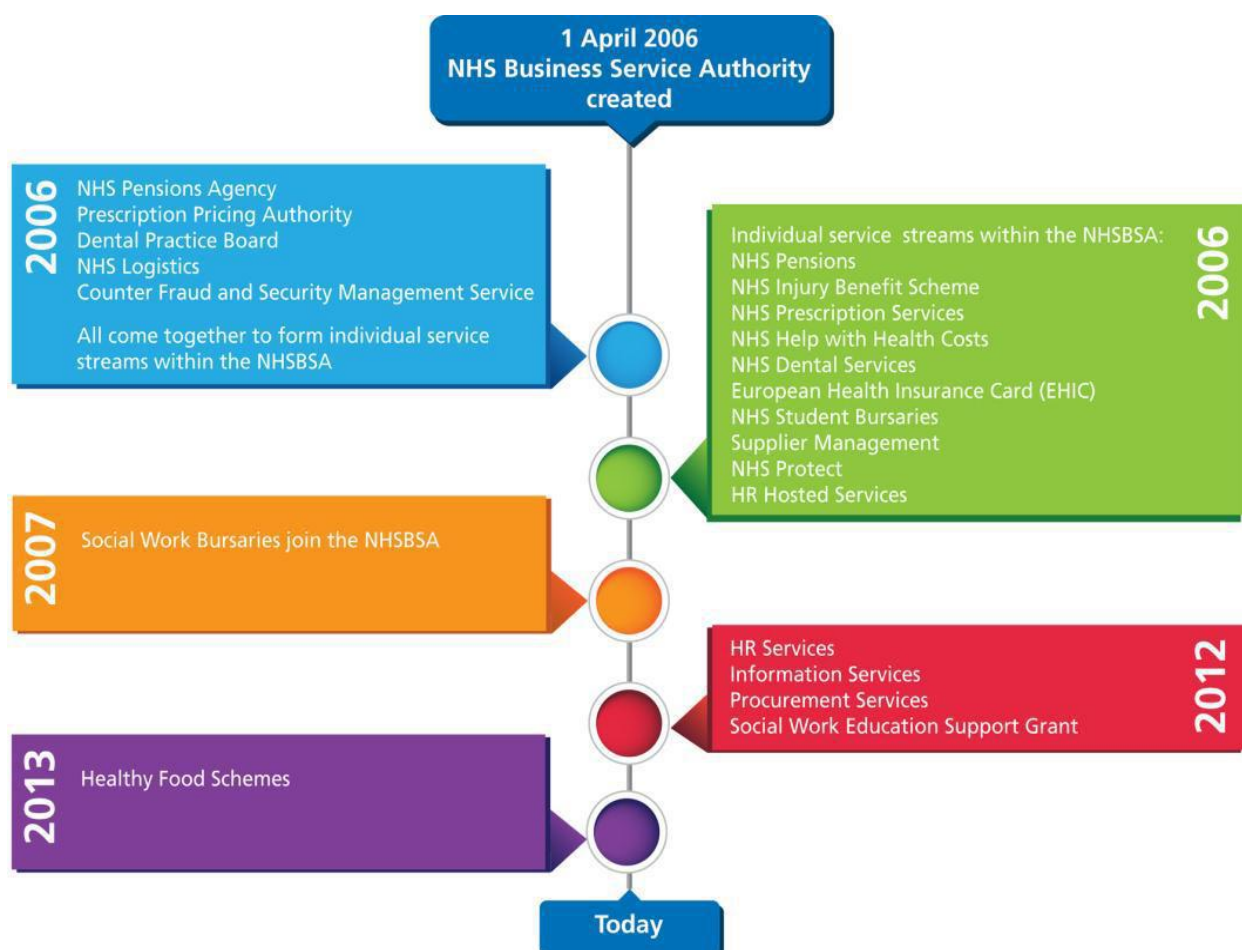 1 April 2006
NHS Business Service Authority
created
2006
NHS Pensions Agency
Prescription Pricing Authority
Dental Practice Board
NHS Logistics
Counter Fraud and Security Management Service
All come together to form individual service
streams within the NHSBSA
2006
Individual service streams within the NHSBSA:
NHS Pensions
NHS Injury Benefit Scheme
NHS Prescription Services
NHS Help with Health Costs
NHS Dental Services
European Health Insurance Card (EHIC)
NHS Student Bursaries
Supplier Management
NHS Protect
HR Hosted Services
2007
Social Work Bursaries join the NHSBSA
2012
HR Services
Information Services
Procurement Services
Social Work Education Support Grant
2013
Healthy Food Schemes
Today